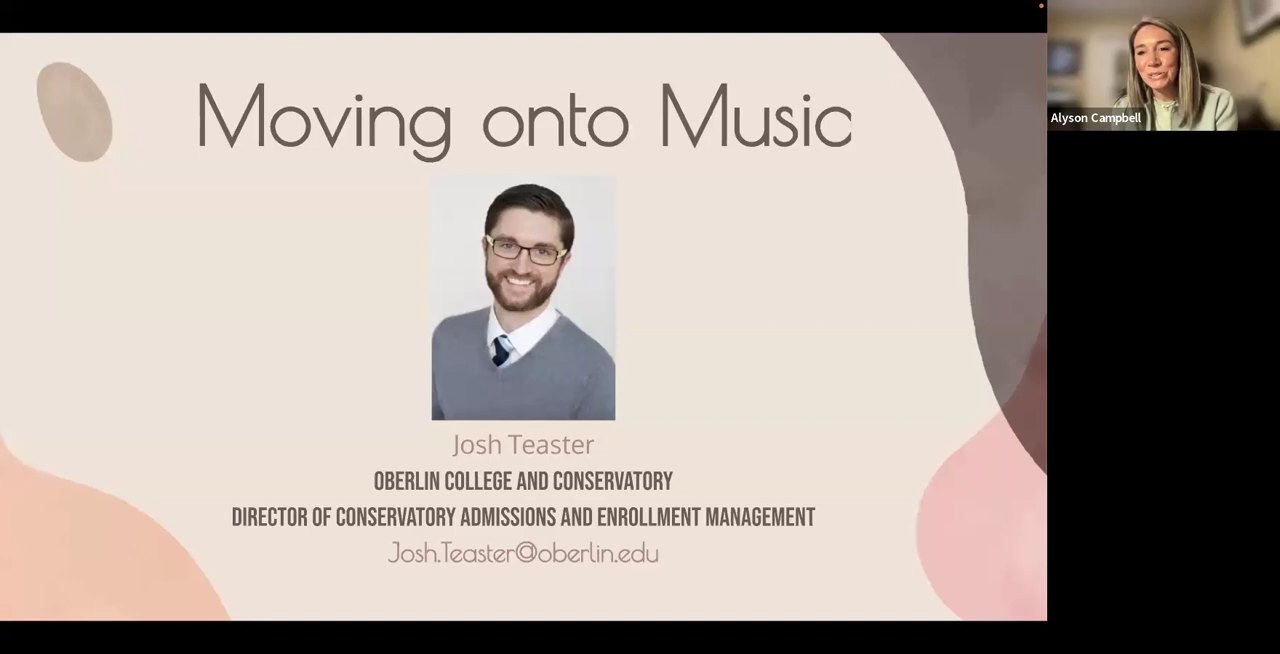 Moving onto Music
Alyson Campbell
Josh Teaster
OBERLIN COLLEGE AND CONSERVATORY
DIRECTOR OF CONSERVATORY ADMISSIONS AND ENROLLMENT MANAGEMENT
Josh.Teaster@oberlin.edu